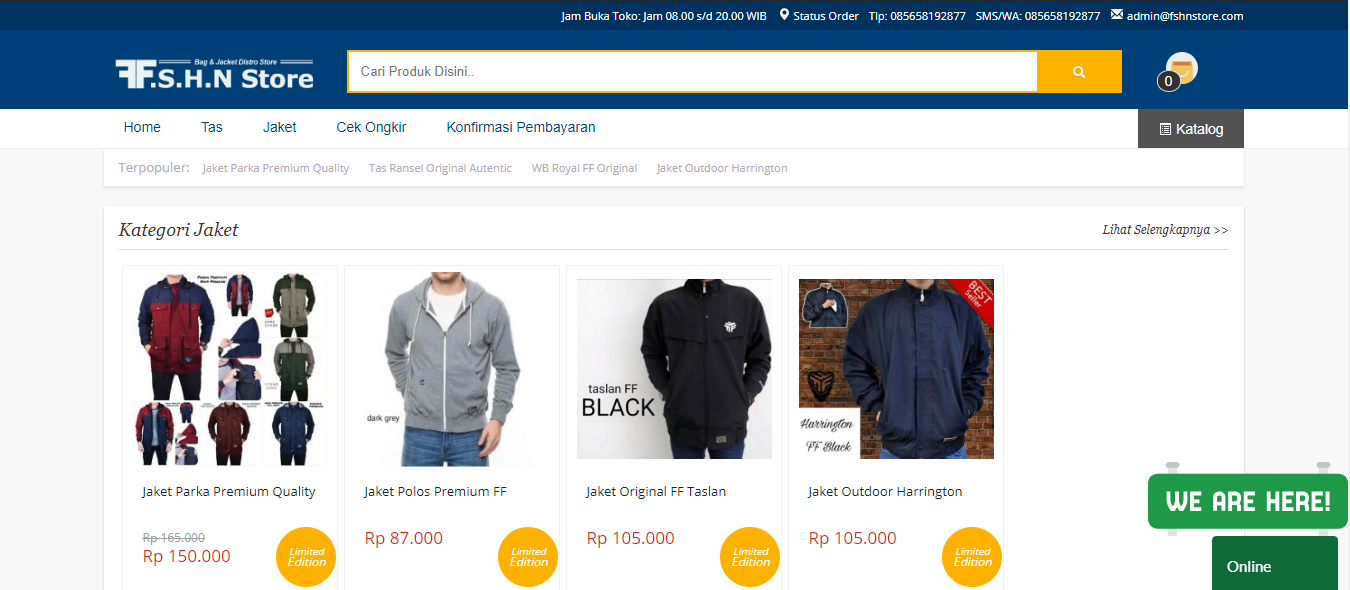 Jam Buka Toko: Jam 08.00 s/d 20.00 WIB Status Order Tlp: 085658192877 SMS/WA: 085658192877 admin@fshnstore.com
Bag & Jacket Distro Store
FF.S.H.N Store
Cari Produk Disini..
0
Home Tas Jaket Cek Ongkir Konfirmasi Pembayaran Katalog
Terpopuler: Jaket Parka Premium Quality Tas Ransel Original Autentic WB Royal FF Original Jaket Outdoor Harrington
Kategori Jaket Lihat Selengkapnya >>
dark grey
taslan FF
BLACK
BEST
Seller
Harrington
FF Black
Jaket Parka Premium Quality Jaket Polos Premium FF Jaket Original FF Taslan Jaket Outdoor Harrington
Rp 165.000
Rp 150.000 Rp 87.000 Rp 105.000 Rp 105.000
Limited Limited Limited Limited
Edition Edition Edition Edition
WE ARE HERE!
Online